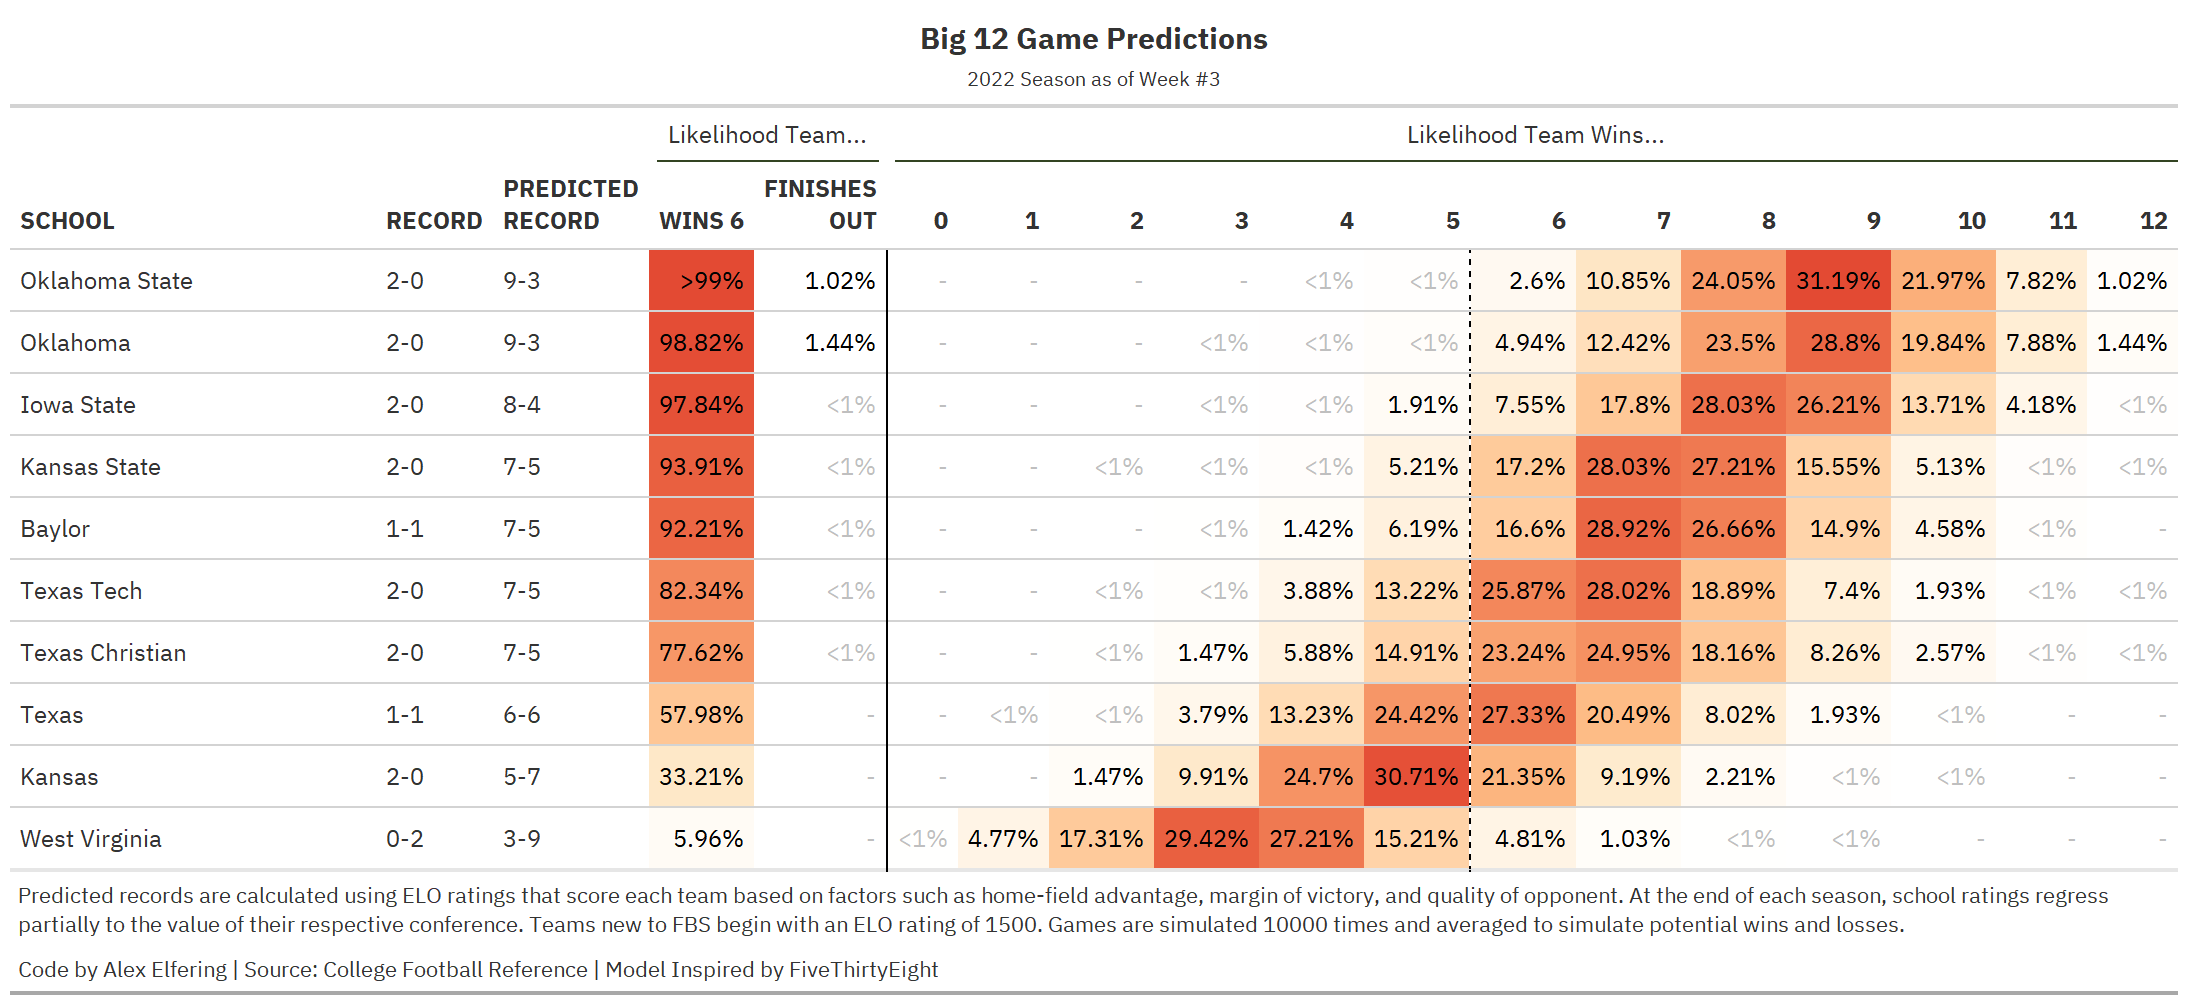 Big 12 Game Predictions
2022 Season as of Week #3
Likelihood Team... Likelihood Team Wins...
PREDICTED FINISHES
SCHOOL RECORD RECORD WINS 6 OUT 0 1 2 3 4 5 6 7 8 9 10 11 12
Oklahoma State 2-0 9-3 >99% 1.02% - - - - <1% <1% 2.6% 10.85% 24.05% 31.19% 21.97% 7.82% 1.02%
Oklahoma 2-0 9-3 98.82% 1.44% - - - <1% <1% <1% 4.94% 12.42% 23.5% 28.8% 19.84% 7.88% 1.44%
Iowa State 2-0 8-4 97.84% <1% - - - <1% <1% 1.91% 7.55% 17.8% 28.03% 26.21% 13.71% 4.18% <1%
Kansas State 2-0 7-5 93.91% <1% - - <1% <1% <1% 5.21% 17.2% 28.03% 27.21% 15.55% 5.13% <1% <1%
Baylor 1-1 7-5 92.21% <1% - - - <1% 1.42% 6.19% 16.6% 28.92% 26.66% 14.9% 4.58% <1% -
Texas Tech 2-0 7-5 82.34% <1% - - <1% <1% 3.88% 13.22% 25.87% 28.02% 18.89% 7.4% 1.93% <1% <1%
Texas Christian 2-0 7-5 77.62% <1% - - <1% 1.47% 5.88% 14.91% 23.24% 24.95% 18.16% 8.26% 2.57% <1% <1%
Texas 1-1 6-6 57.98% - - <1% <1% 3.79% 13.23% 24.42% 27.33% 20.49% 8.02% 1.93% <1% - -
Kansas 2-0 5-7 33.21% - - - 1.47% 9.91% 24.7% 30.71% 21.35% 9.19% 2.21% <1% <1% - -
West Virginia 0-2 3-9 5.96% - <1% 4.77% 17.31% 29.42% 27.21% 15.21% 4.81% 1.03% <1% <1% - - -
Predicted records are calculated using ELO ratings that score each team based on factors such as home-field advantage, margin of victory, and quality of opponent. At the end of each season, school ratings regress
partially to the value of their respective conference. Teams new to FBS begin with an ELO rating of 1500. Games are simulated 10000 times and averaged to simulate potential wins and losses.
Code by Alex Elfering | Source: College Football Reference | Model Inspired by FiveThirtyEight